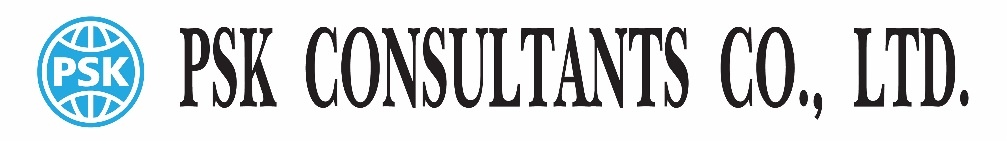 PSK PSK CONSULTANTS CO., LTD.